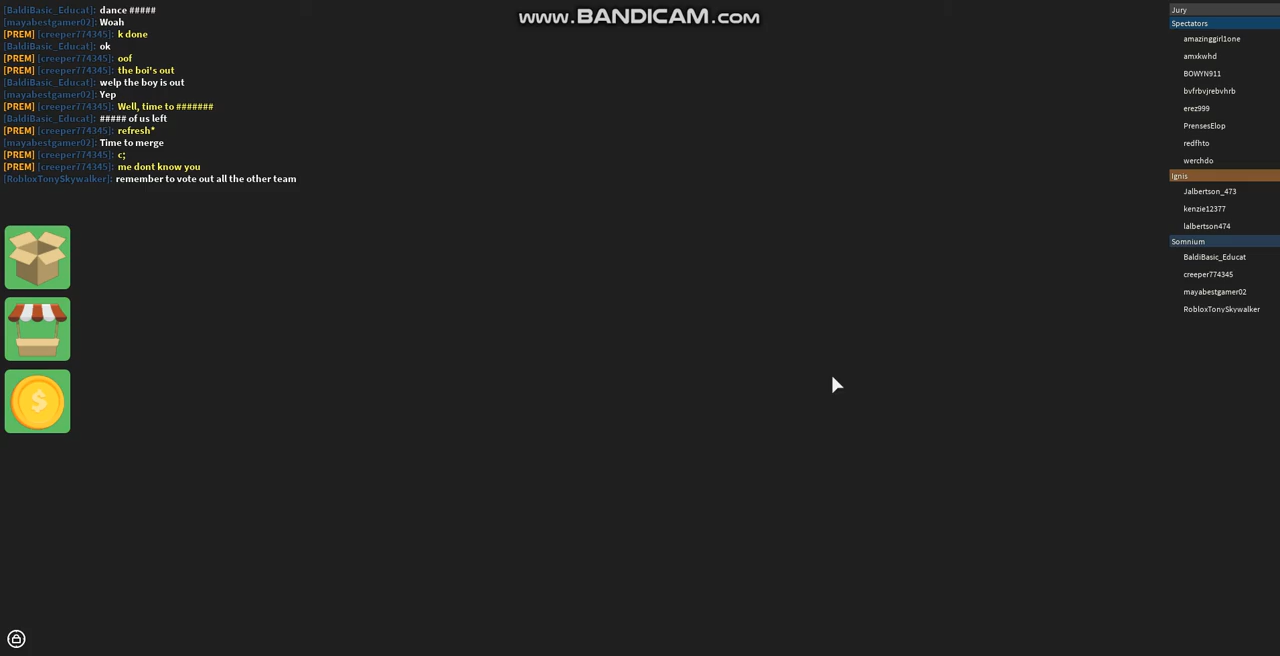 www.BANDICAM.com
[BaldiBasic_Educat]: dance #####
[mayabestgamer02]: Woah
[PREM] [creeper774345]: k done
[BaldiBasic_Educat]: ok
[PREM] [creeper774345]: oof
[PREM] [creeper774345]: the boi's out
[BaldiBasic_Educat]: welp the boy is out
[mayabestgamer02]: Yep
[PREM] [creeper774345]: Well, time to #######
[BaldiBasic_Educat]: ##### of us left
[PREM] [creeper774345]: refresh*
[mayabestgamer02]: Time to merge
[PREM] [creeper774345]: c;
[PREM] [creeper774345]: me dont know you
[RobloxTonySkywalker]: remember to vote out all the other team
$
Jury
Spectators
amazinggirl1one
amxkwhd
BOWYN911
bvfrbvjrebvhrb
erez999
PrensesElop
redfhto
werchdo
Ignis
Jalbertson_473
kenzie12377
lalbertson474
Somnium
BaldiBasic_Educat
creeper774345
mayabestgamer02
RobloxTonySkywalker